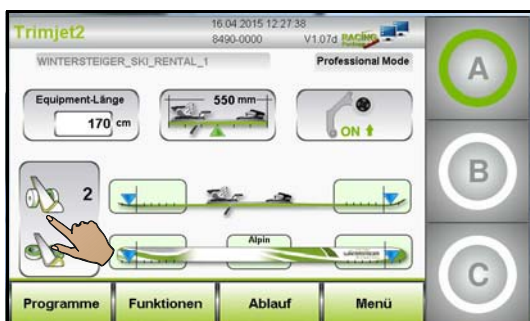 Trimjet2
16.04.2015 12:27:38
8490-0000 V1.07d RACING
WINTERSTEIGER_SKI_RENTAL_1
Professional Mode
Equipment-Länge
170 cm
550 mm
ON
2
Alpin
Programme Funktionen Ablauf Menü
A
B
C